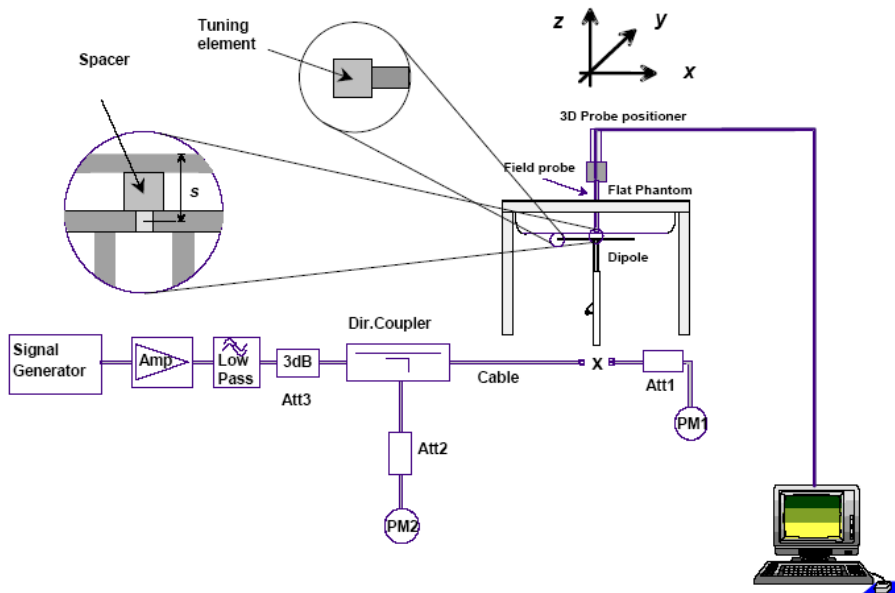 Tuning
element
Spacer
s
z
y
x
3D Probe positioner
Field probe
Flat Phantom
Dipole
Dir.Coupler
Signal
Generator
Amp
Low
Pass
3dB
Att3
Cable
x
Att1
PM1
Att2
PM2